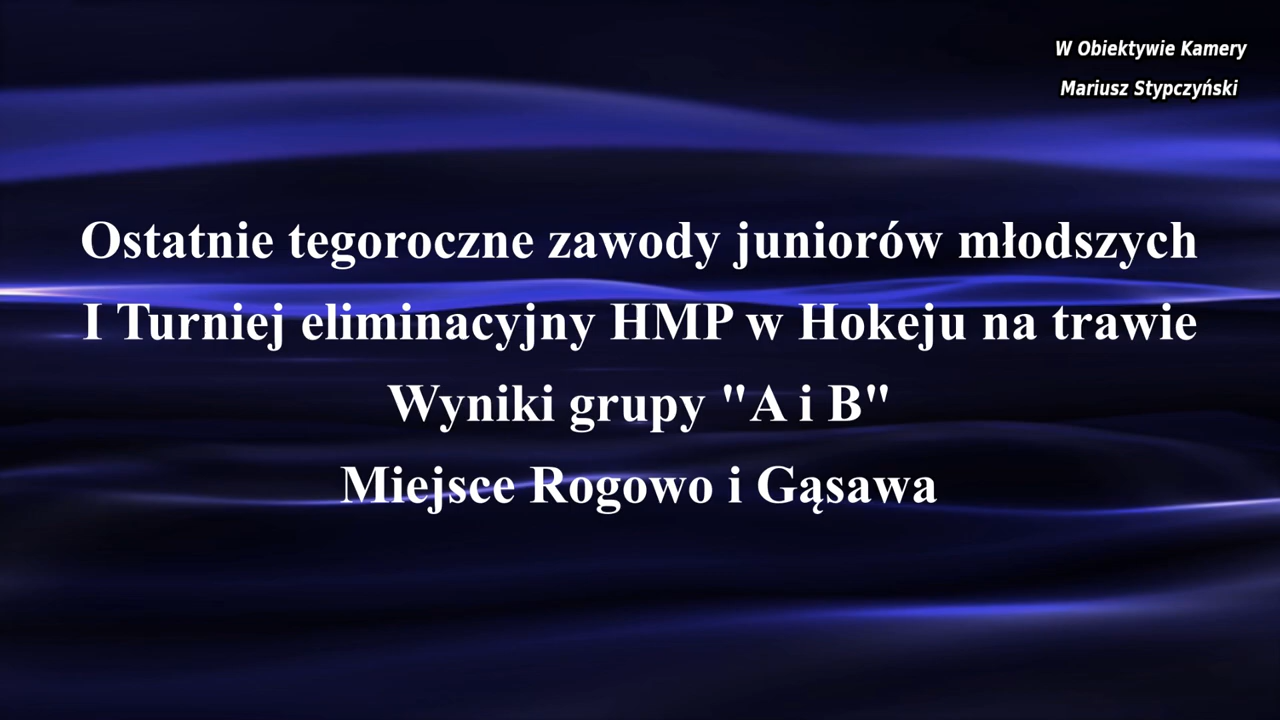 W Obiektywie Kamery
Mariusz Stypczyński
Ostatnie tegoroczne zawody juniorów młodszych
I Turniej eliminacyjny HMP w Hokeju na trawie
Wyniki grupy "A i B"
Miejsce Rogowo i Gąsawa